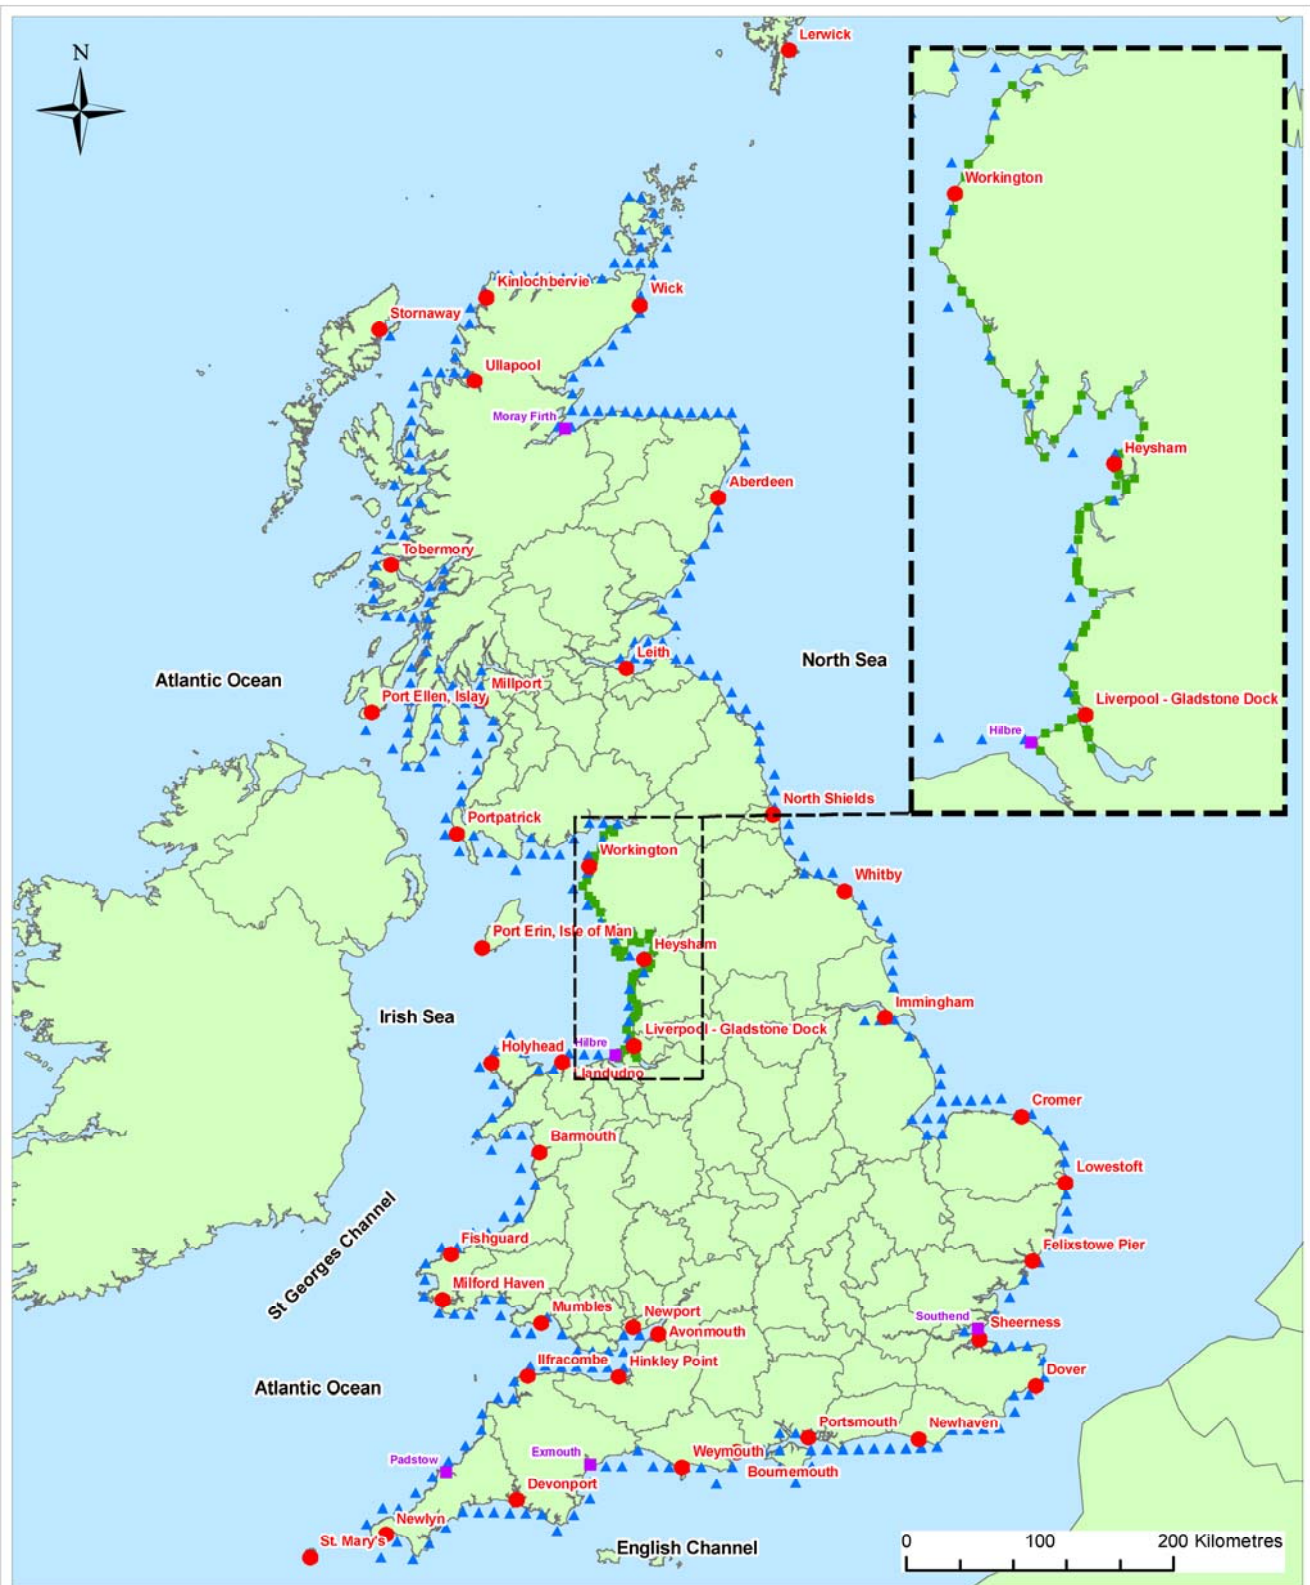 N
Lerwick
Workington
Kinlochbervie
Wick
Stornaway
Ullapool
Moray Firth
Heysham
Aberdeen
Tobermory
North Sea
Leith
Atlantic Ocean
Millport
Port Ellen, Islay
Liverpool - Gladstone Dock
Hilbre
North Shields
Portpatrick
Workington
Whitby
Port Erin, Isle of Man
Heysham
Immingham
Irish Sea
Liverpool - Gladstone Dock
Holyhead
Hilbre
llandudno
Cromer
Barmouth
Lowestoft
St Georges Channel
Fishguard
Felixstowe Pier
Milford Haven
Mumbles
Newport
Southend
Sheerness
Avonmouth
Ilfracombe
Hinkley Point
Dover
Atlantic Ocean
Portsmouth
Newhaven
Padstow
Exmouth
Weymouth
Bournemouth
Devonport
Newlyn
St. Mary's
English Channel
0 100 200 Kilometres